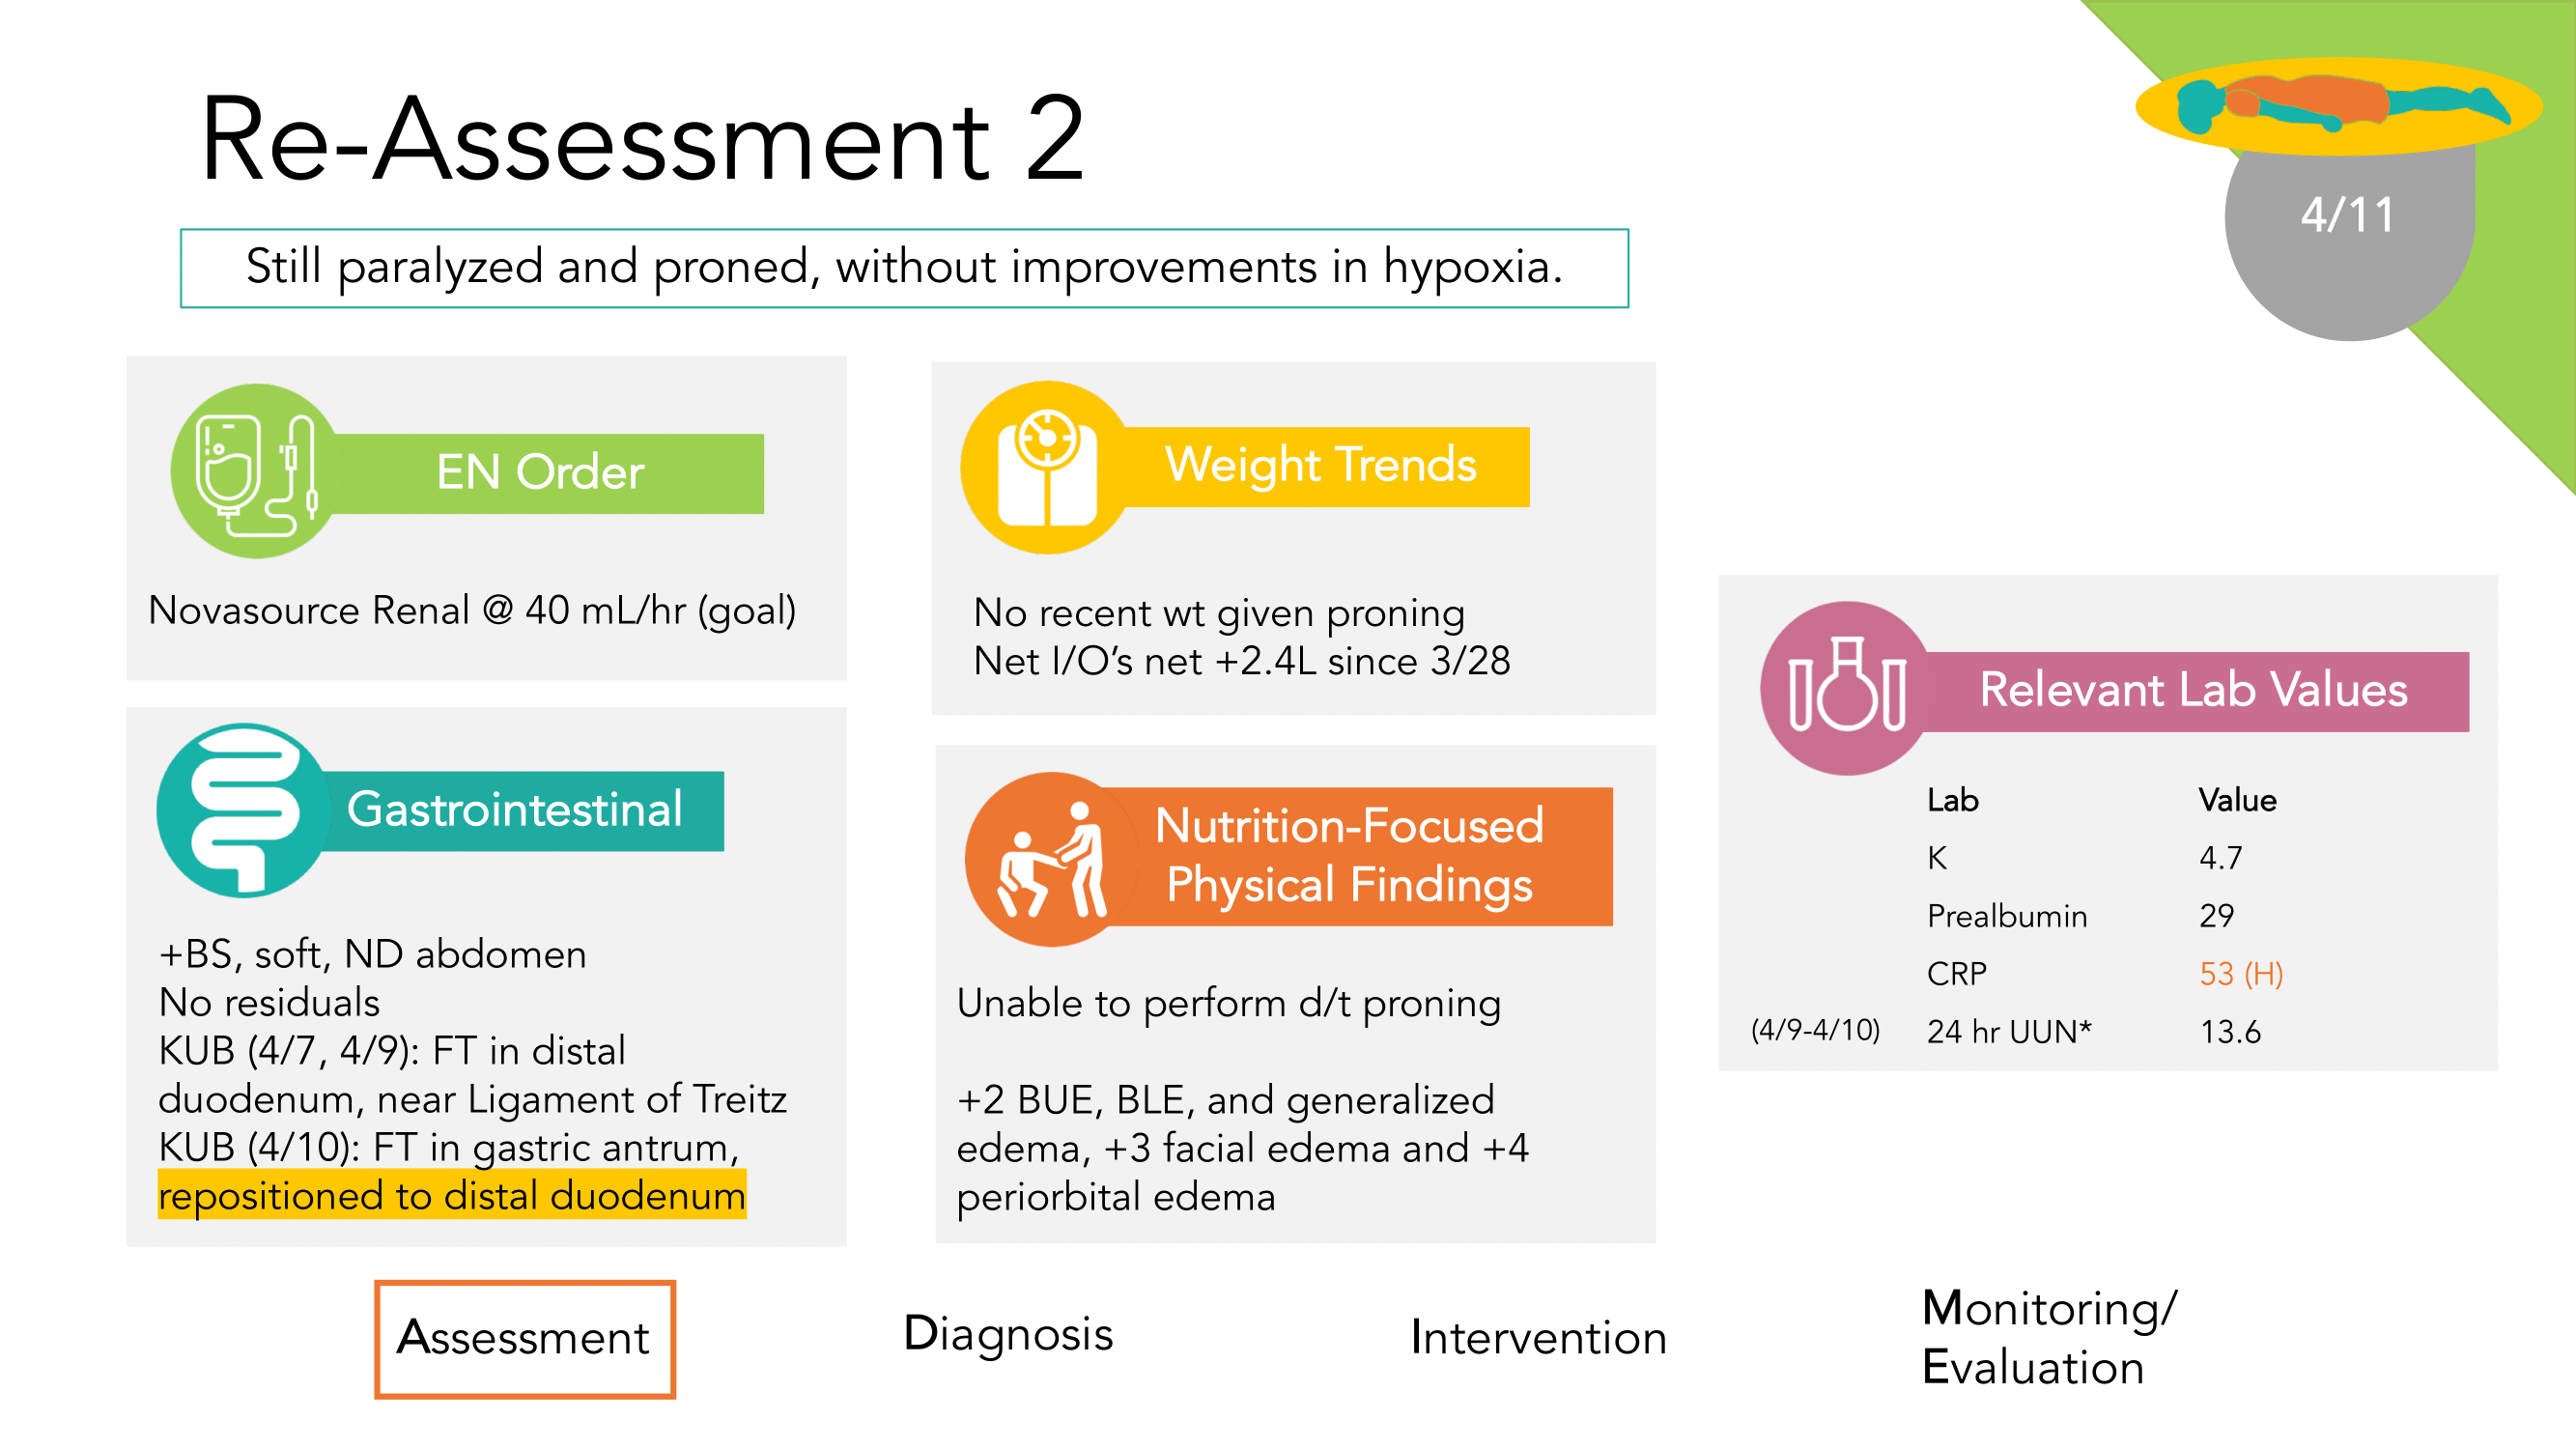 Re-Assessment 2
4/11
Still paralyzed and proned, without improvements in hypoxia.
EN Order
Novasource Renal @ 40 mL/hr (goal)
Gastrointestinal
+BS, soft, ND abdomen
No residuals
KUB (4/7, 4/9): FT in distal
duodenum, near Ligament of Treitz
KUB (4/10): FT in gastric antrum,
repositioned to distal duodenum
Weight Trends
No recent wt given proning
Net I/O’s net +2.4L since 3/28
Nutrition-Focused
Physical Findings
Unable to perform d/t proning
+2 BUE, BLE, and generalized
edema, +3 facial edema and +4
periorbital edema
Relevant Lab Values
Lab Value
K 4.7
Prealbumin 29
CRP 53 (H)
(4/9-4/10) 24 hr UUN* 13.6
Assessment
Diagnosis
Intervention
Monitoring/
Evaluation